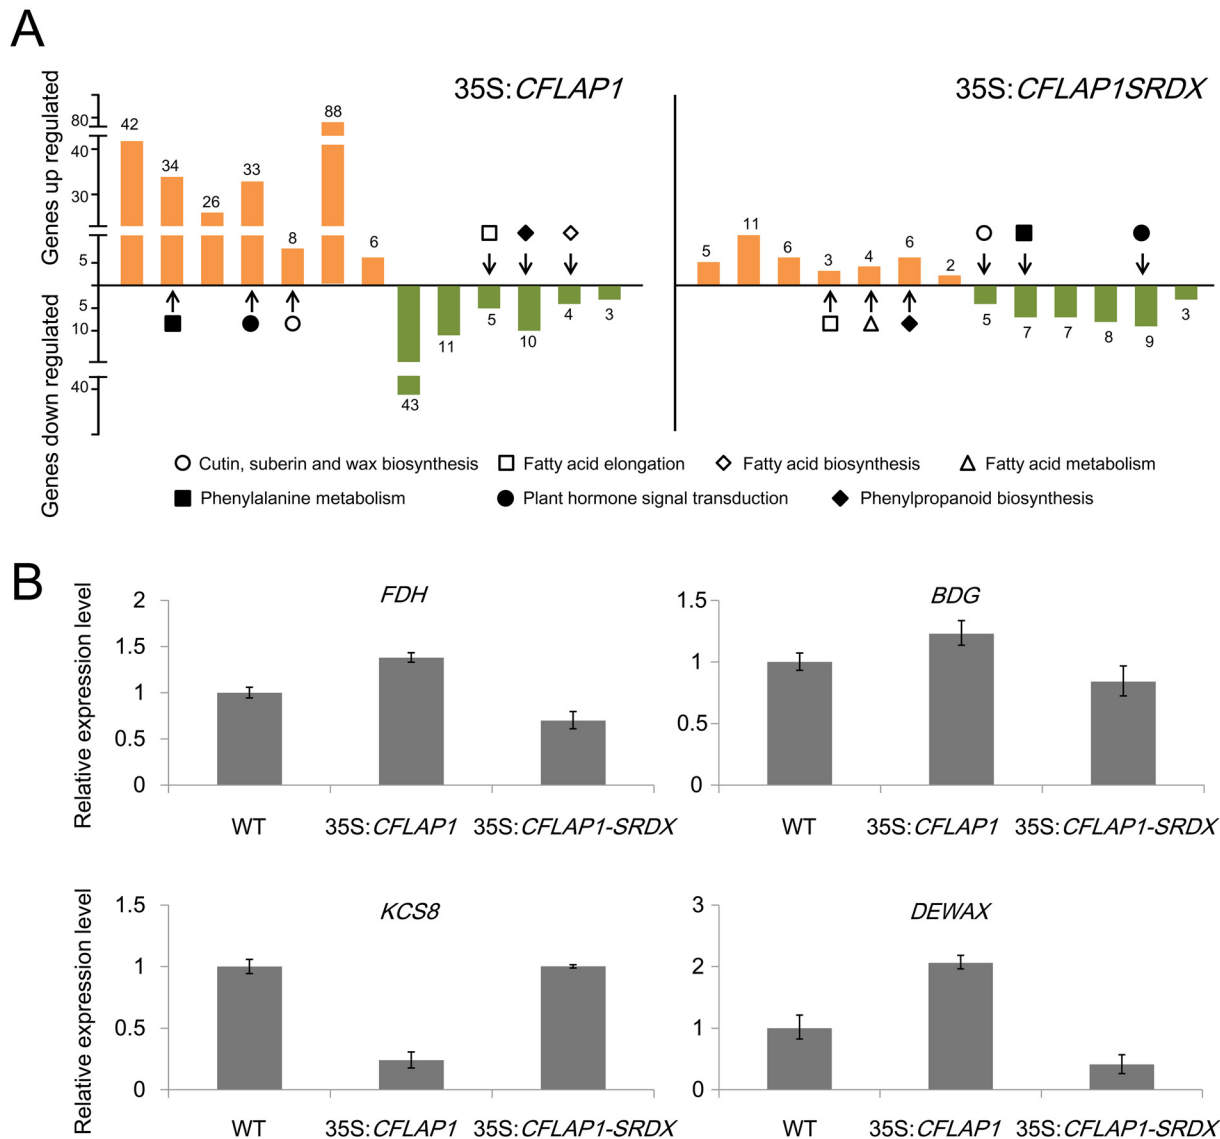 A
35S:CFLAP1
35S:CFLAP1SRDX
Genes up regulated
Genes down regulated
80
40
30
5
5
10
40
42
34
26
33
8
88
6
43
11
5
10
4
3
5
11
6
3
4
6
2
5
7
7
8
9
3
Cutin, suberin and wax biosynthesis
Fatty acid elongation
Fatty acid biosynthesis
Fatty acid metabolism
Phenylalanine metabolism
Plant hormone signal transduction
Phenylpropanoid biosynthesis
B
FDH
Relative expression level
2
1.5
1
0.5
0
WT
35S:CFLAP1
35S:CFLAP1-SRDX
BDG
1.5
1
0.5
0
WT
35S:CFLAP1
35S:CFLAP1-SRDX
KCS8
Relative expression level
1.5
1
0.5
0
WT
35S:CFLAP1
35S:CFLAP1-SRDX
DEWAX
3
2
1
0
WT
35S:CFLAP1
35S:CFLAP1-SRDX